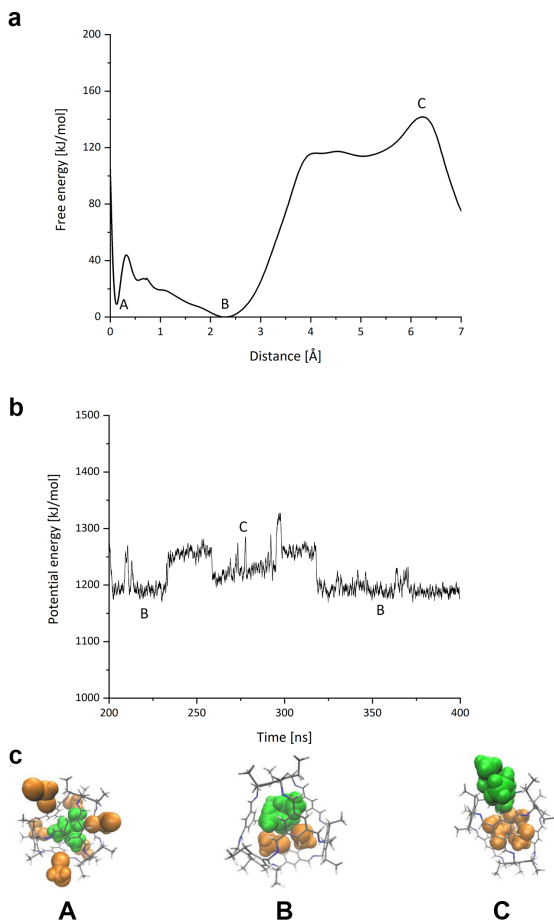 a
200
160
120
80
40
0
Free energy [kJ/mol]
A
B
C
0 1 2 3 4 5 6 7
Distance [Å]
b
1500
1400
1300
1200
1100
1000
Potential energy [kJ/mol]
B
C
B
200 250 300 350 400
Time [ns]
c
A B C